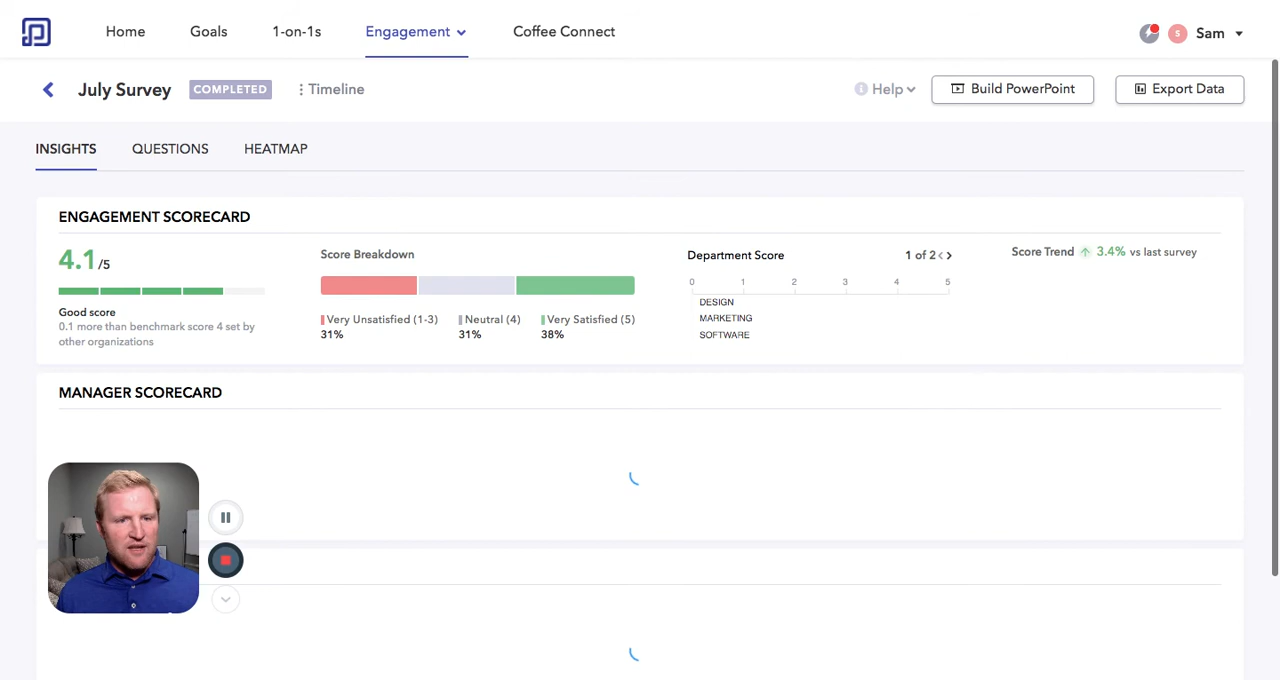 Home Goals 1-on-1s Engagement Coffee Connect S Sam
July Survey COMPLETED Timeline Help Build PowerPoint Export Data
INSIGHTS QUESTIONS HEATMAP
ENGAGEMENT SCORECARD
4.1/5
Good score
0.1 more than benchmark score 4 set by
other organizations
Score Breakdown
Very Unsatisfied (1-3) Neutral (4) Very Satisfied (5)
31% 31% 38%
Department Score 1 of 2
0 1 2 3 4 5
DESIGN
MARKETING
SOFTWARE
Score Trend 3.4% vs last survey
MANAGER SCORECARD